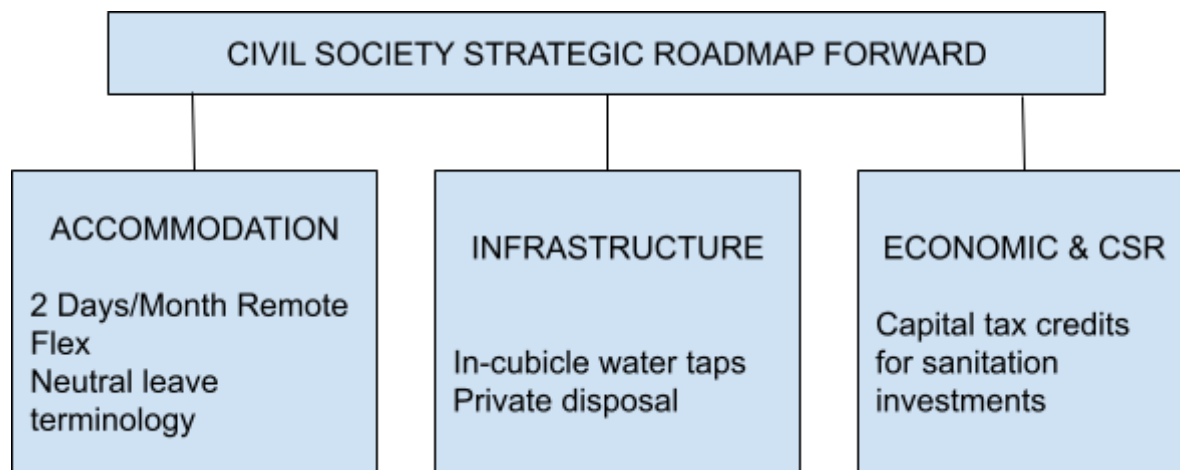 CIVIL SOCIETY STRATEGIC ROADMAP FORWARD
ACCOMMODATION
2 Days/Month Remote
Flex
Neutral leave
terminology
INFRASTRUCTURE
In-cubicle water taps
Private disposal
ECONOMIC & CSR
Capital tax credits
for sanitation
investments